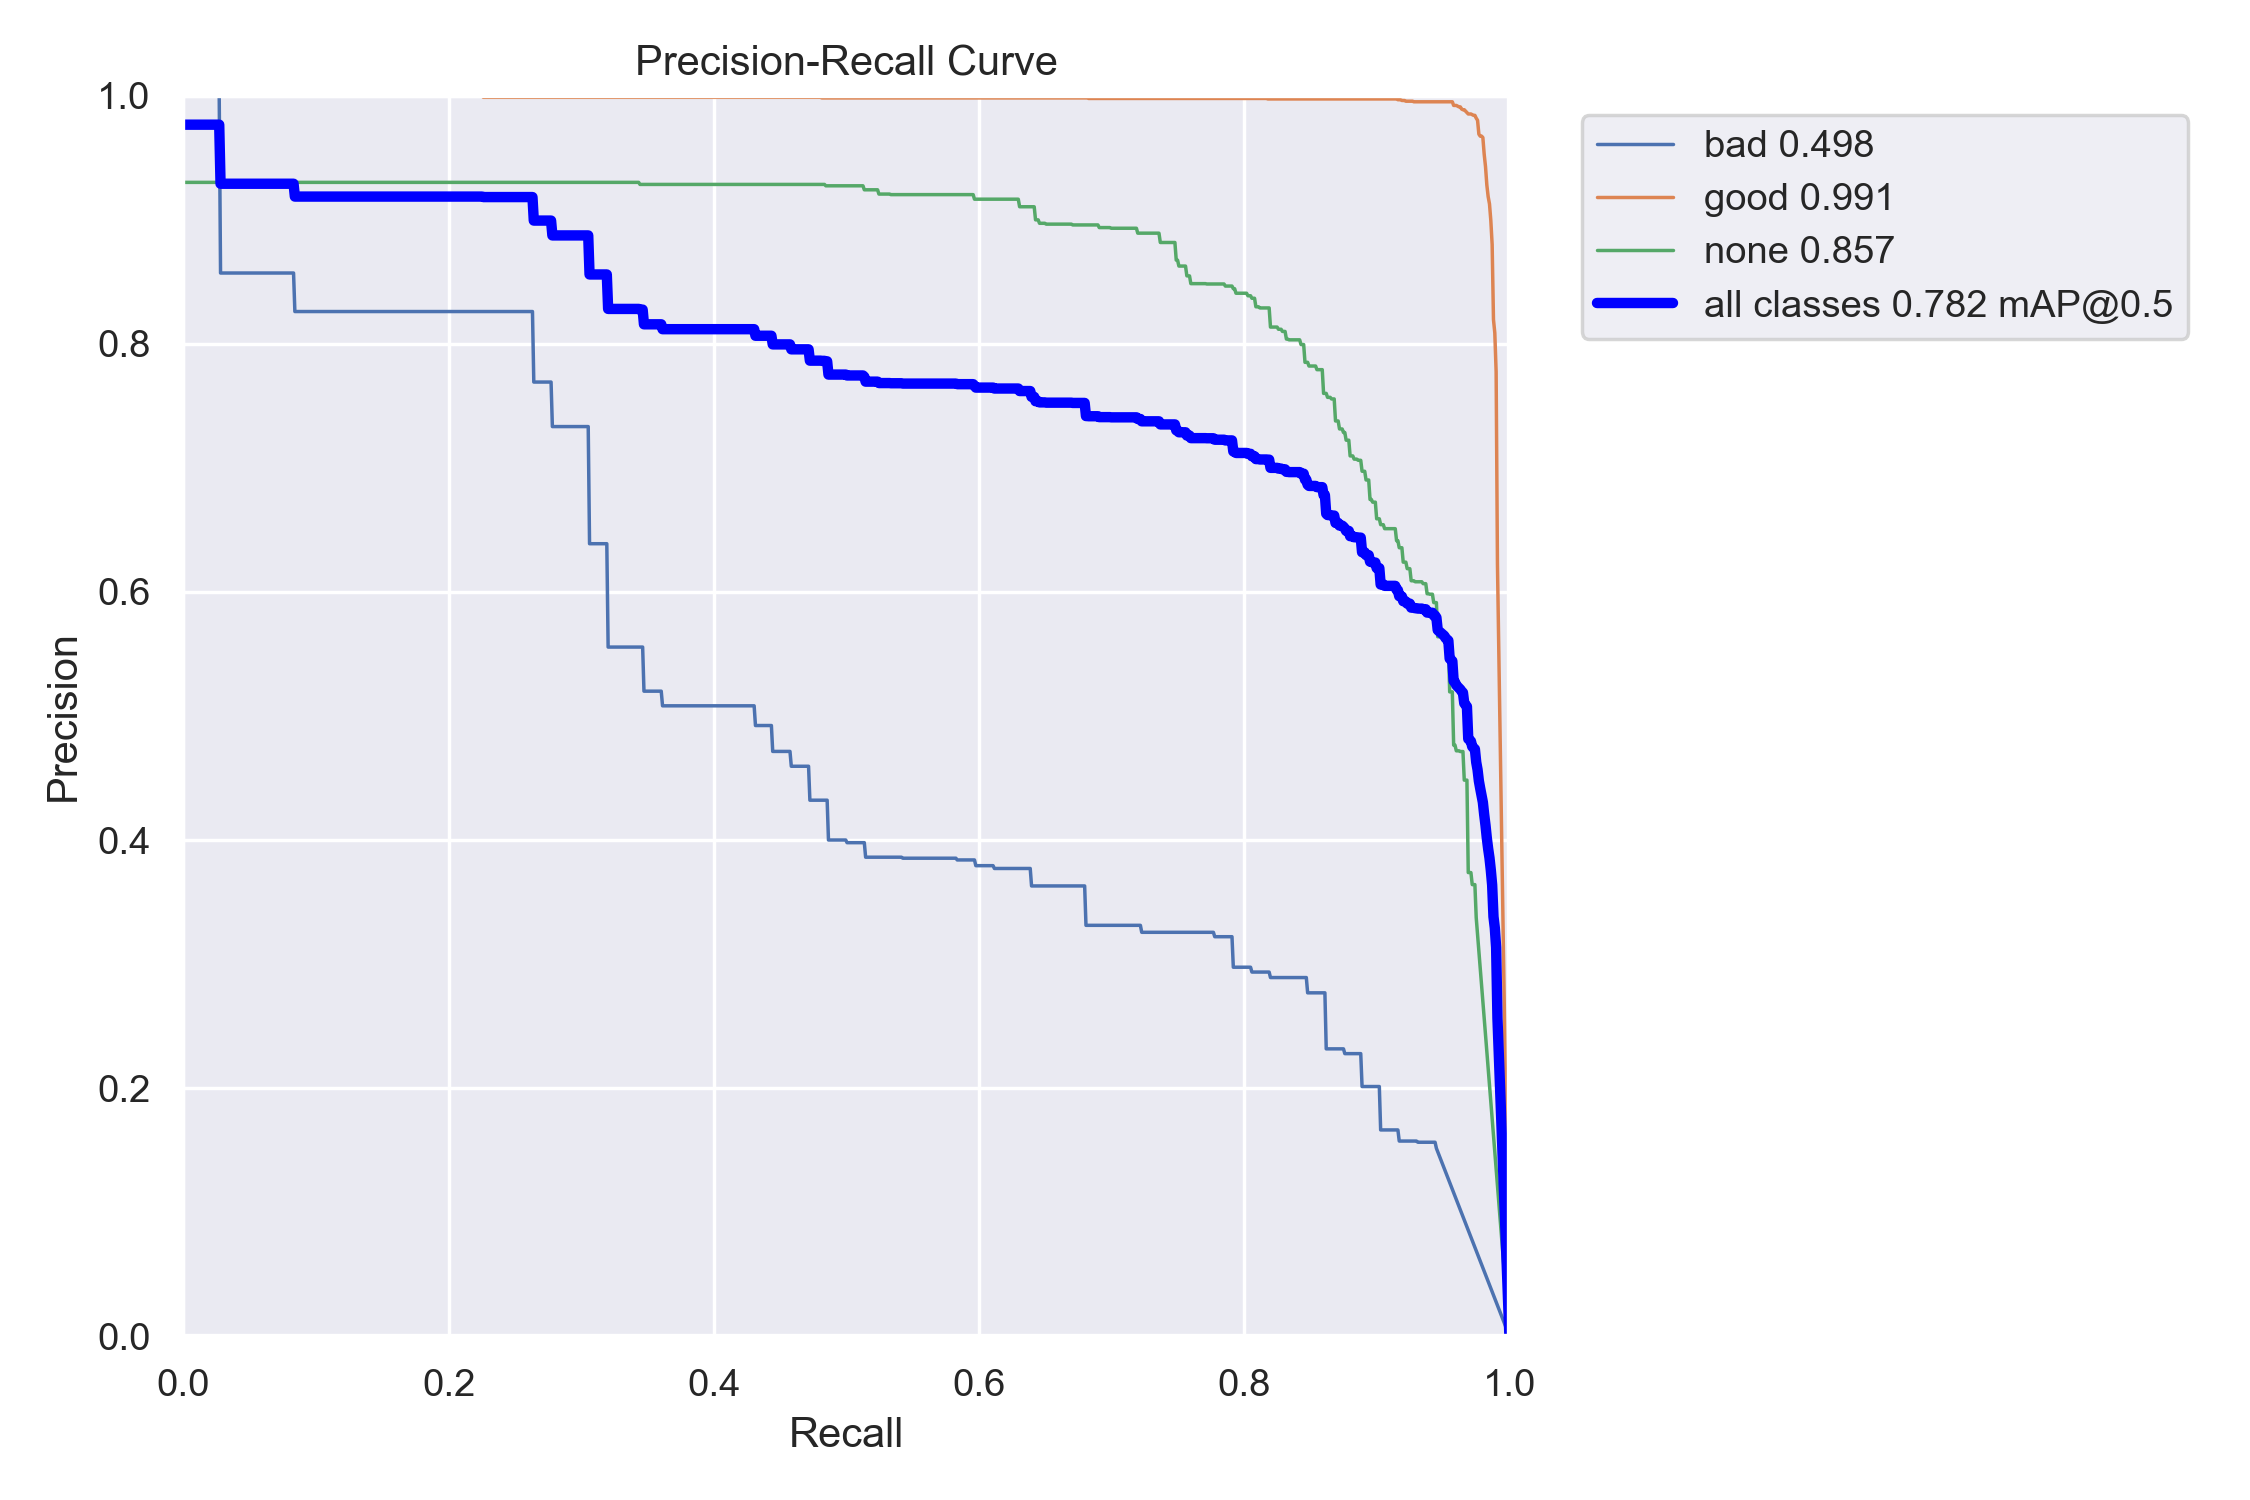 Precision-Recall Curve
1.0
0.8
0.6
0.4
0.2
0.0
Precision
0.0 0.2 0.4 0.6 0.8 1.0
Recall
bad 0.498
good 0.991
none 0.857
all classes 0.782 mAP@0.5